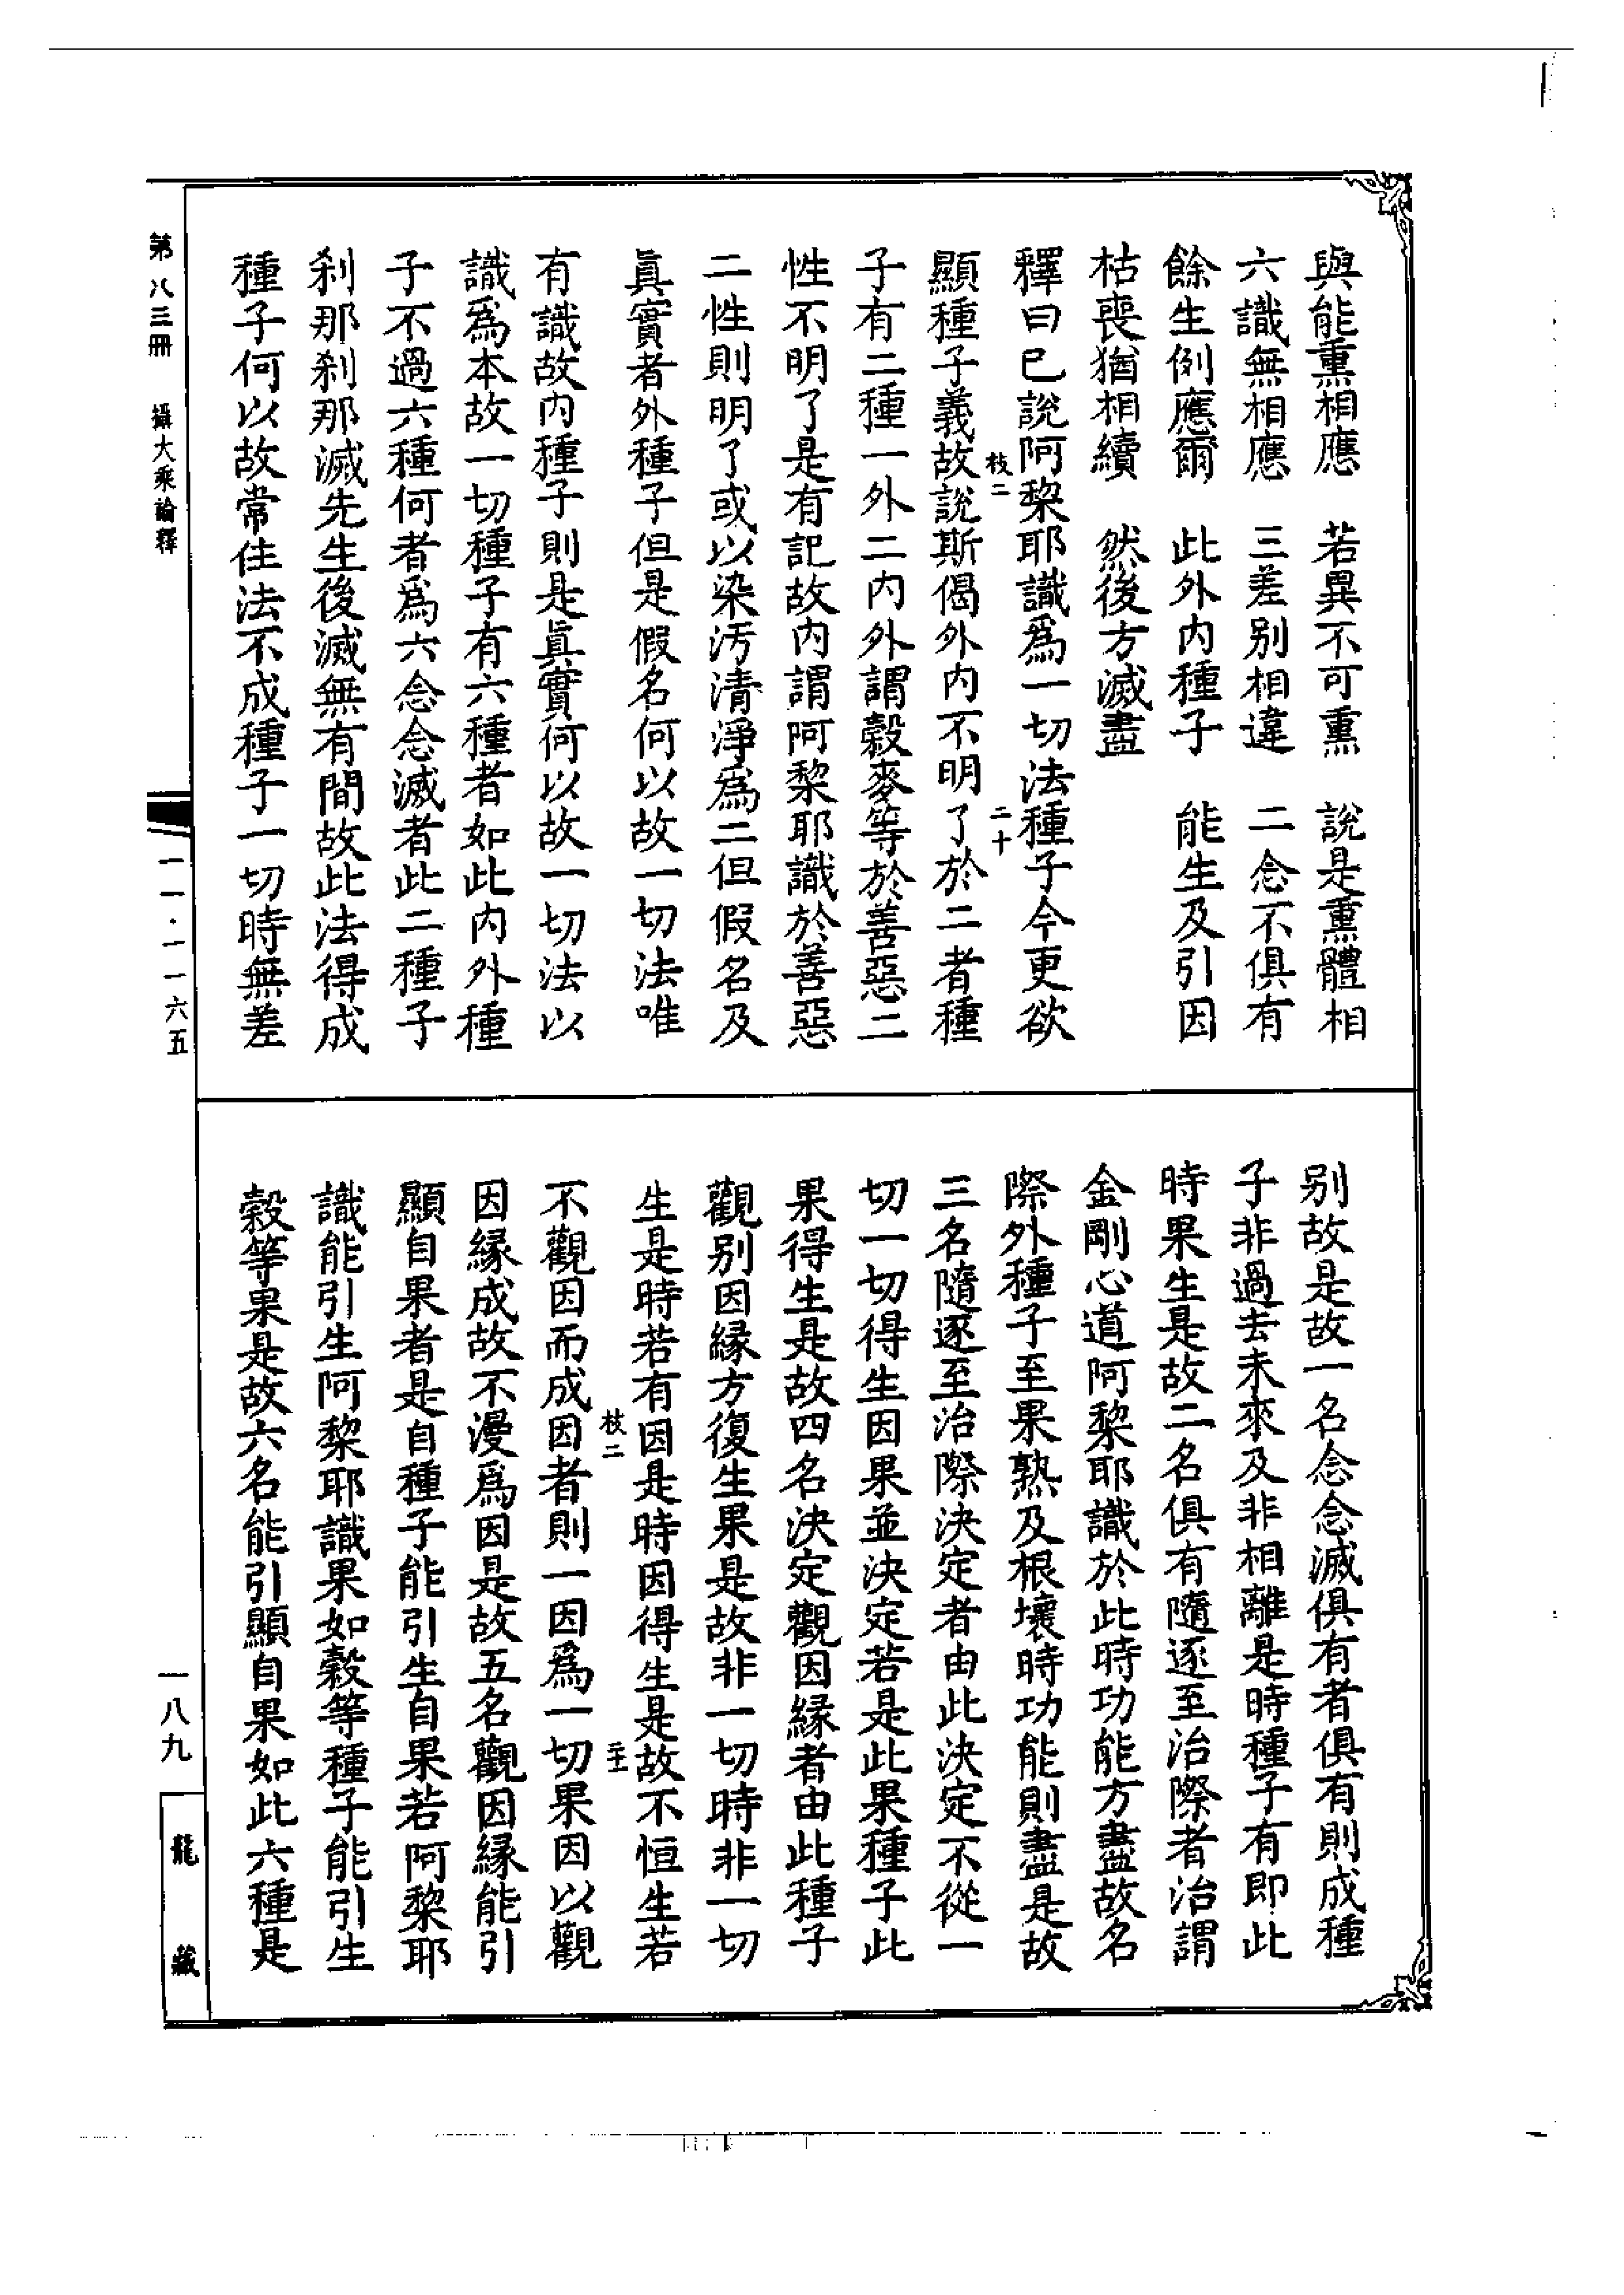 與能熏相應　若異不可熏　說是熏體相
六識無相應　三差別相違　二念不俱有
餘生例應爾　此外内種子　能生及引因
枯喪猶相續　然後方滅盡
釋曰已說阿黎耶識爲一切法種子今更欲
枝二　二十
顯種子義故說斯偈外内不明了於二者種
子有二種一外二内外謂穀麥等於善惡二
性不明了是有記故内謂阿黎耶識於善惡
二性則明了或以染汚清淨爲二但假名及
眞實者外種子但是假名何以故一切法唯
有識故内種子則是眞實何以故一切法以
識爲本故一切種子有六種者如此内外種
子不過六種何者爲六念念滅者此二種子
刹那刹那滅先生後滅無有間故此法得成
種子何以故常住法不成種子一切時無差
別故是故一名念念滅俱有者俱有則成種
子非過去未來及非相離是時種子有即此
時果生是故二名俱有隨逐至治際者治謂
金剛心道阿黎耶識於此時功能方盡故名
際外種子至果熟及根壞時功能則盡是故
三名隨逐至治際決定者由此決定不從一
切一切得生因果並決定若是此果種子此
果得生是故四名決定觀因緣者由此種子
觀別因緣方復生果是故非一切時非一切
生是時若有因是時因得生是故不恒生若
枝二　二十一
不觀因而成因者則一因爲一切果因以觀
因緣成故不漫爲因是故五名觀因緣能引
顯自果者是自種子能引生自果若阿黎耶
識能引生阿黎耶識果如穀等種子能引生
穀等果是故六名能引顯自果如此六種是
第八三冊　攝大乘論釋
一一·一一六五
一八九
龍藏